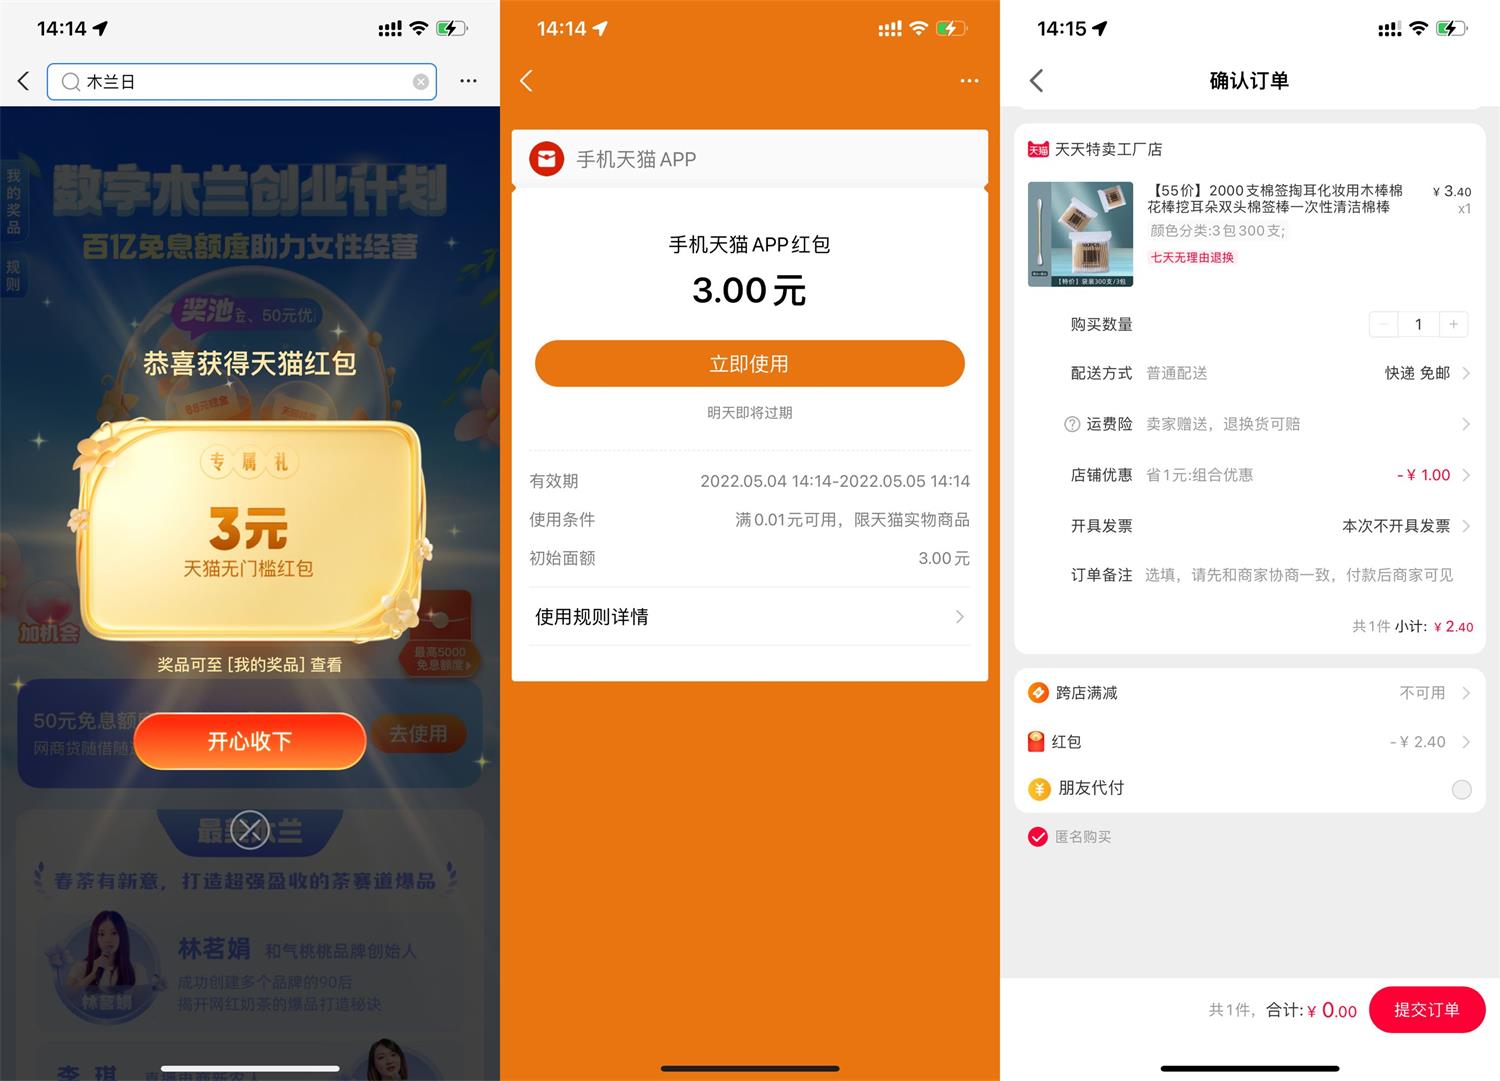 14:14
木兰日
我的奖品
规则
数字木兰创业计划
百亿免息额度助力女性经营
奖池 金、50元优
恭喜获得天猫红包
88元现金
专属礼
3元
天猫无门槛红包
加机会
最高5000
免息额度
奖品可至 [我的奖品] 查看
50元免息额度
网商贷随借随
开心收下
去使用
最美木兰
春茶有新意，打造超强盈收的茶赛道爆品
林茗娟 和气桃桃品牌创始人
成功创建多个品牌的90后
揭开网红奶茶的爆品打造秘诀
林茗娟
李琪
14:14
手机天猫APP
手机天猫APP红包
3.00元
立即使用
明天即将过期
有效期 2022.05.04 14:14-2022.05.05 14:14
使用条件 满0.01元可用，限天猫实物商品
初始面额 3.00元
使用规则详情
14:15
确认订单
天猫 天天特卖工厂店
【55价】2000支棉签掏耳化妆用木棒棉 ¥ 3.40
花棒挖耳朵双头棉签棒一次性清洁棉棒 x1
颜色分类:3包300支;
七天无理由退换
【特价】袋装300支/3包
购买数量 1
配送方式 普通配送 快递 免邮
运费险 卖家赠送，退换货可赔
店铺优惠 省1元:组合优惠 -¥ 1.00
开具发票 本次不开具发票
订单备注 选填，请先和商家协商一致，付款后商家可见
共1件 小计: ¥ 2.40
跨店满减 不可用
红包 -¥ 2.40
朋友代付
匿名购买
共1件，合计:¥ 0.00 提交订单